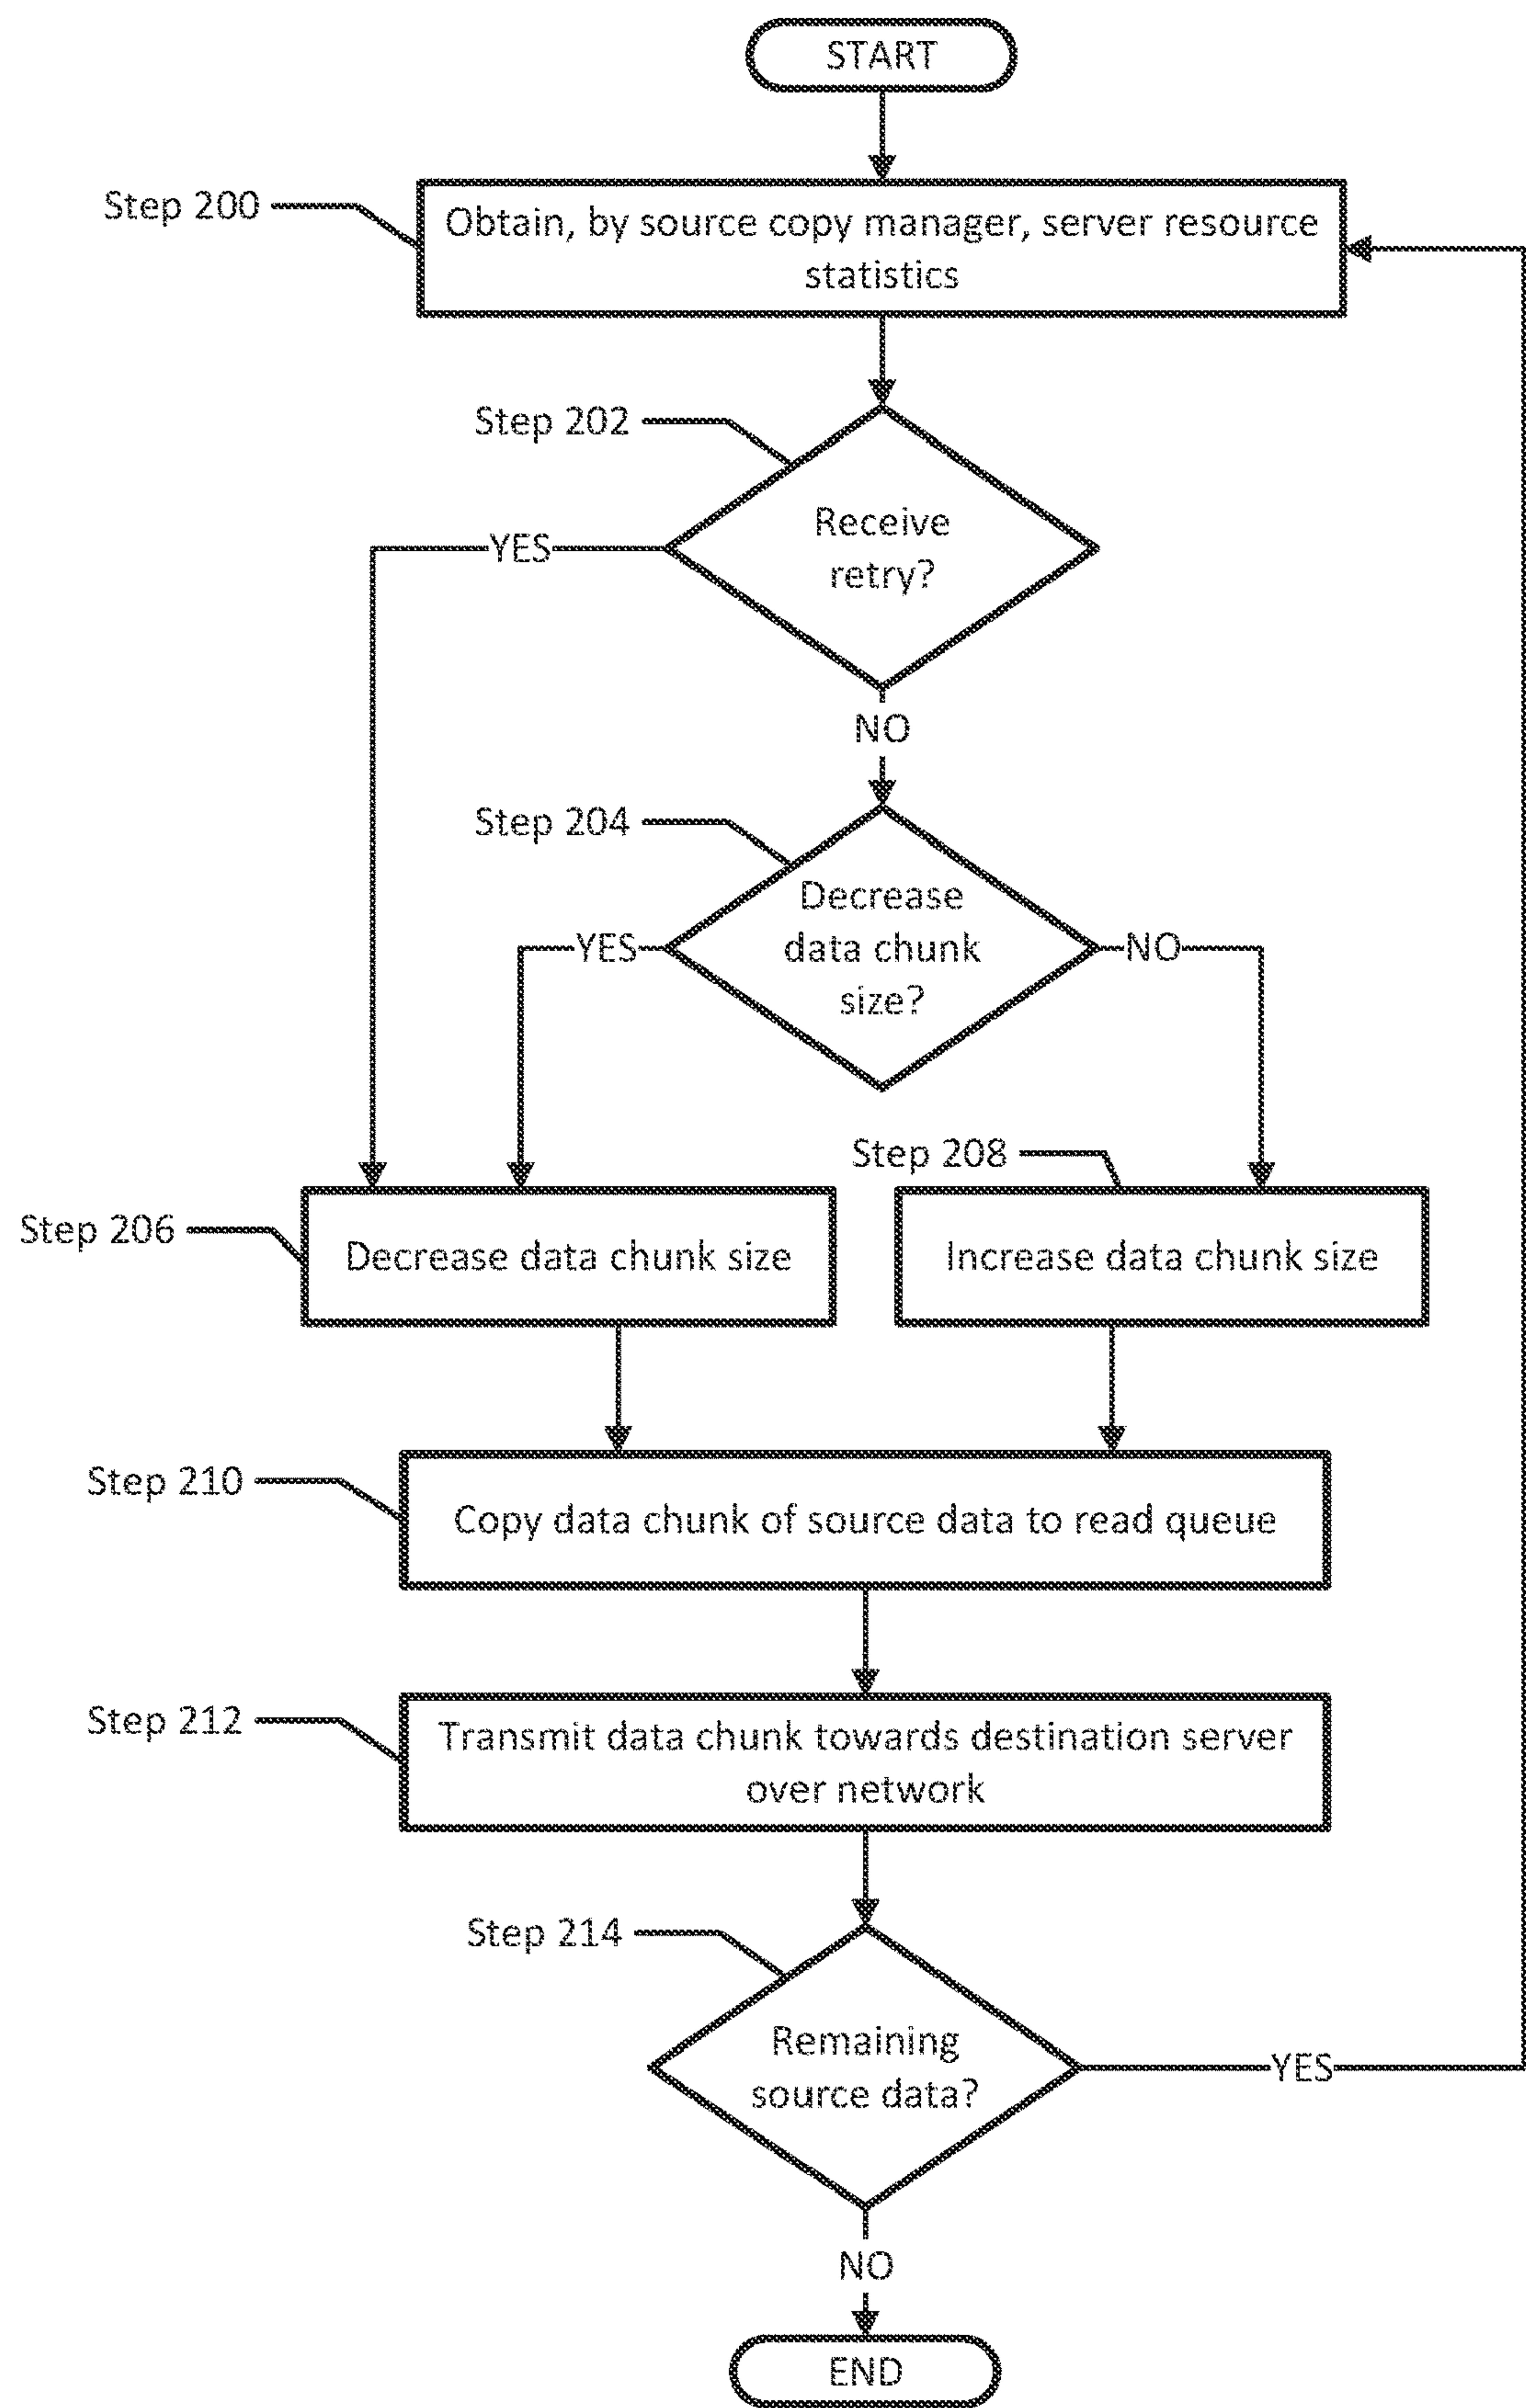 START
Step 200
Obtain, by source copy manager, server resource
statistics
Step 202
Receive
retry?
YES
NO
Step 204
Decrease
data chunk
size?
YES
NO
Step 208
Step 206
Decrease data chunk size
Increase data chunk size
Step 210
Copy data chunk of source data to read queue
Step 212
Transmit data chunk towards destination server
over network
Step 214
Remaining
source data?
YES
NO
END